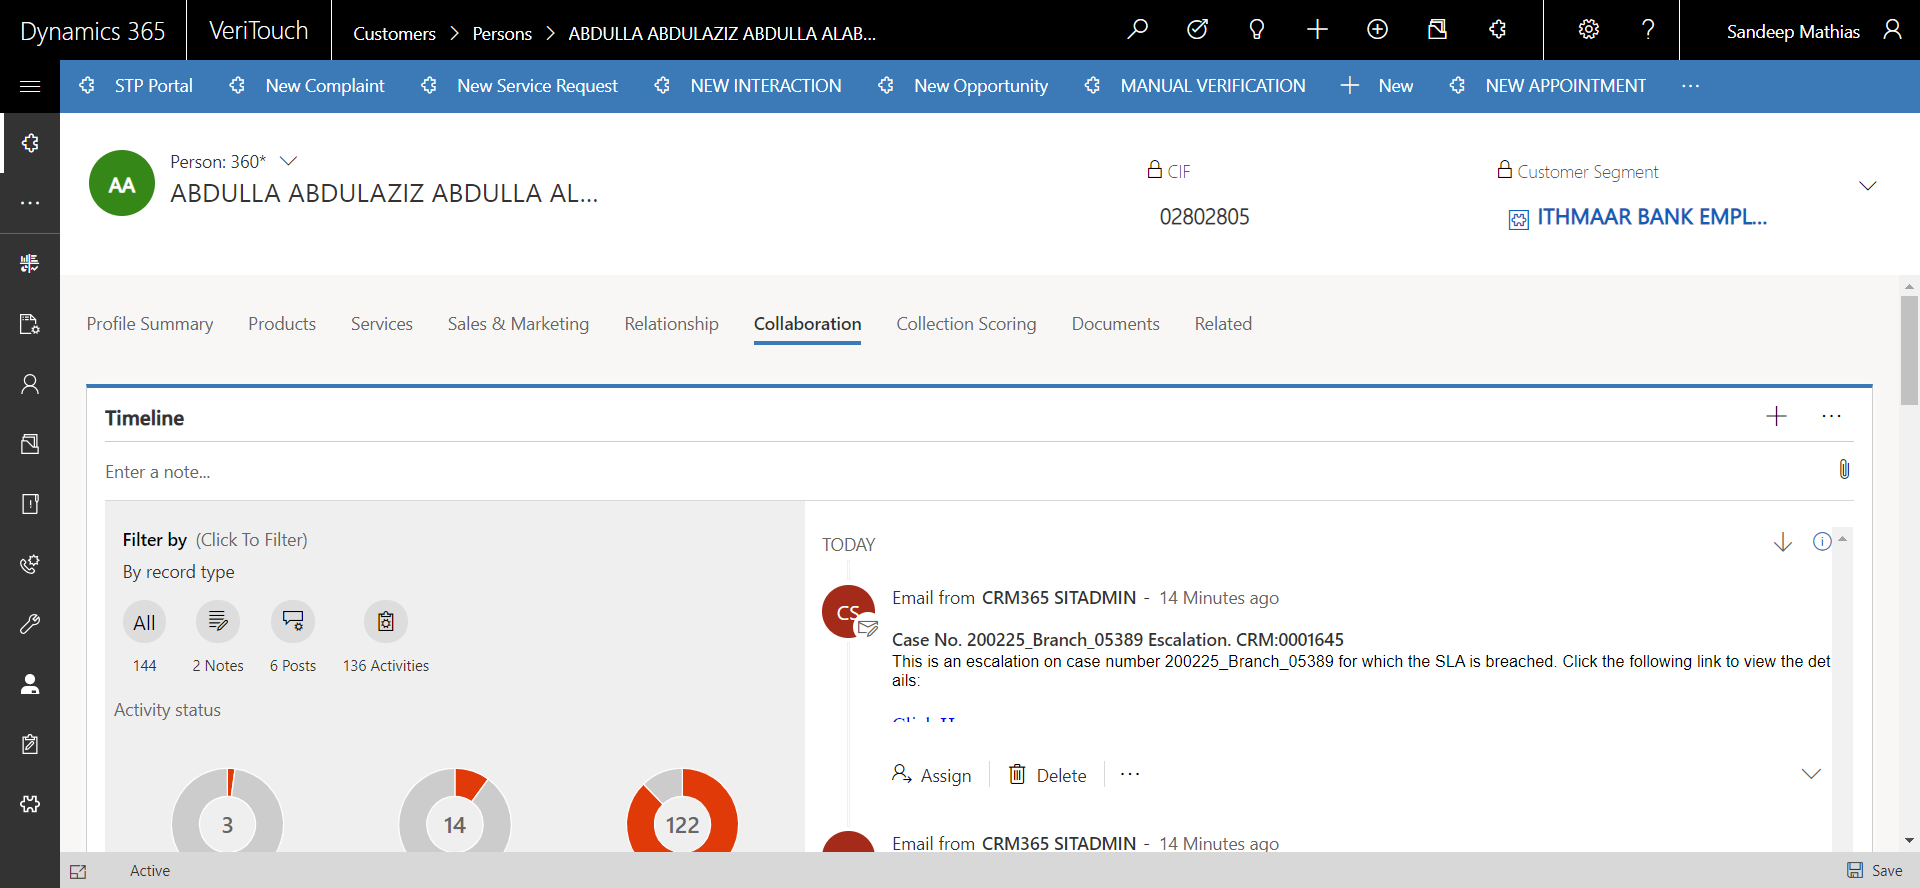 Dynamics 365
VeriTouch
Customers > Persons > ABDULLA ABDULAZIZ ABDULLA ALAB...
Sandeep Mathias
STP Portal
New Complaint
New Service Request
NEW INTERACTION
New Opportunity
MANUAL VERIFICATION
New
NEW APPOINTMENT
AA
Person: 360*
ABDULLA ABDULAZIZ ABDULLA AL...
CIF
02802805
Customer Segment
ITHMAAR BANK EMPL...
Profile Summary
Products
Services
Sales & Marketing
Relationship
Collaboration
Collection Scoring
Documents
Related
Timeline
Enter a note...
Filter by (Click To Filter)
By record type
All
144
2 Notes
6 Posts
136 Activities
Activity status
3
14
122
TODAY
CS
Email from CRM365 SITADMIN - 14 Minutes ago
Case No. 200225_Branch_05389 Escalation. CRM:0001645
This is an escalation on case number 200225_Branch_05389 for which the SLA is breached. Click the following link to view the det
ails:
Assign
Delete
Email from CRM365 SITADMIN - 14 Minutes ago
Active
Save